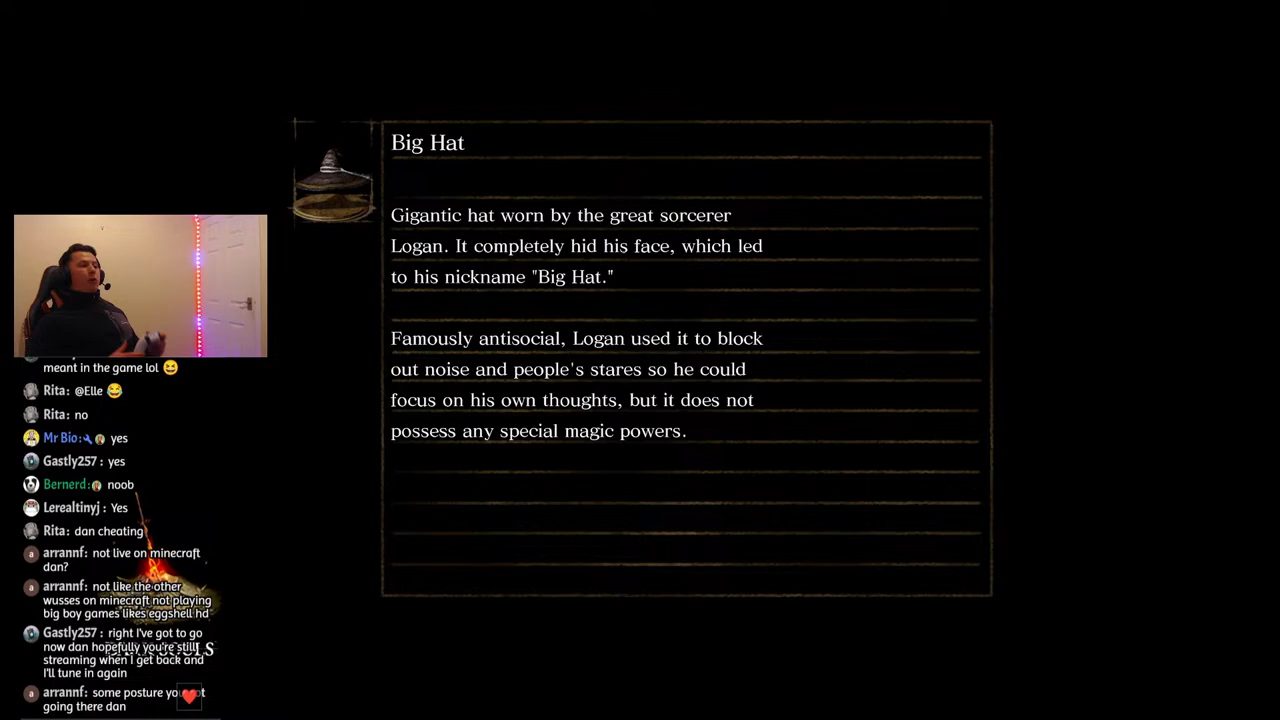 Big Hat
Gigantic hat worn by the great sorcerer
Logan. It completely hid his face, which led
to his nickname "Big Hat."
Famously antisocial, Logan used it to block
out noise and people's stares so he could
focus on his own thoughts, but it does not
possess any special magic powers.
meant in the game lol 😆
Rita: @Elle 😂
Rita: no
Mr Bio: yes
Gastly257 : yes
Bernerd: noob
Lerealtinyj : Yes
Rita: dan cheating
arrannf: not live on minecraft
dan?
arrannf: not like the other
wusses on minecraft not playing
big boy games likes eggshell hd
Gastly257 : right I've got to go
now dan hopefully you're still
streaming when I get back and
I'll tune in again
arrannf: some posture
going there dan